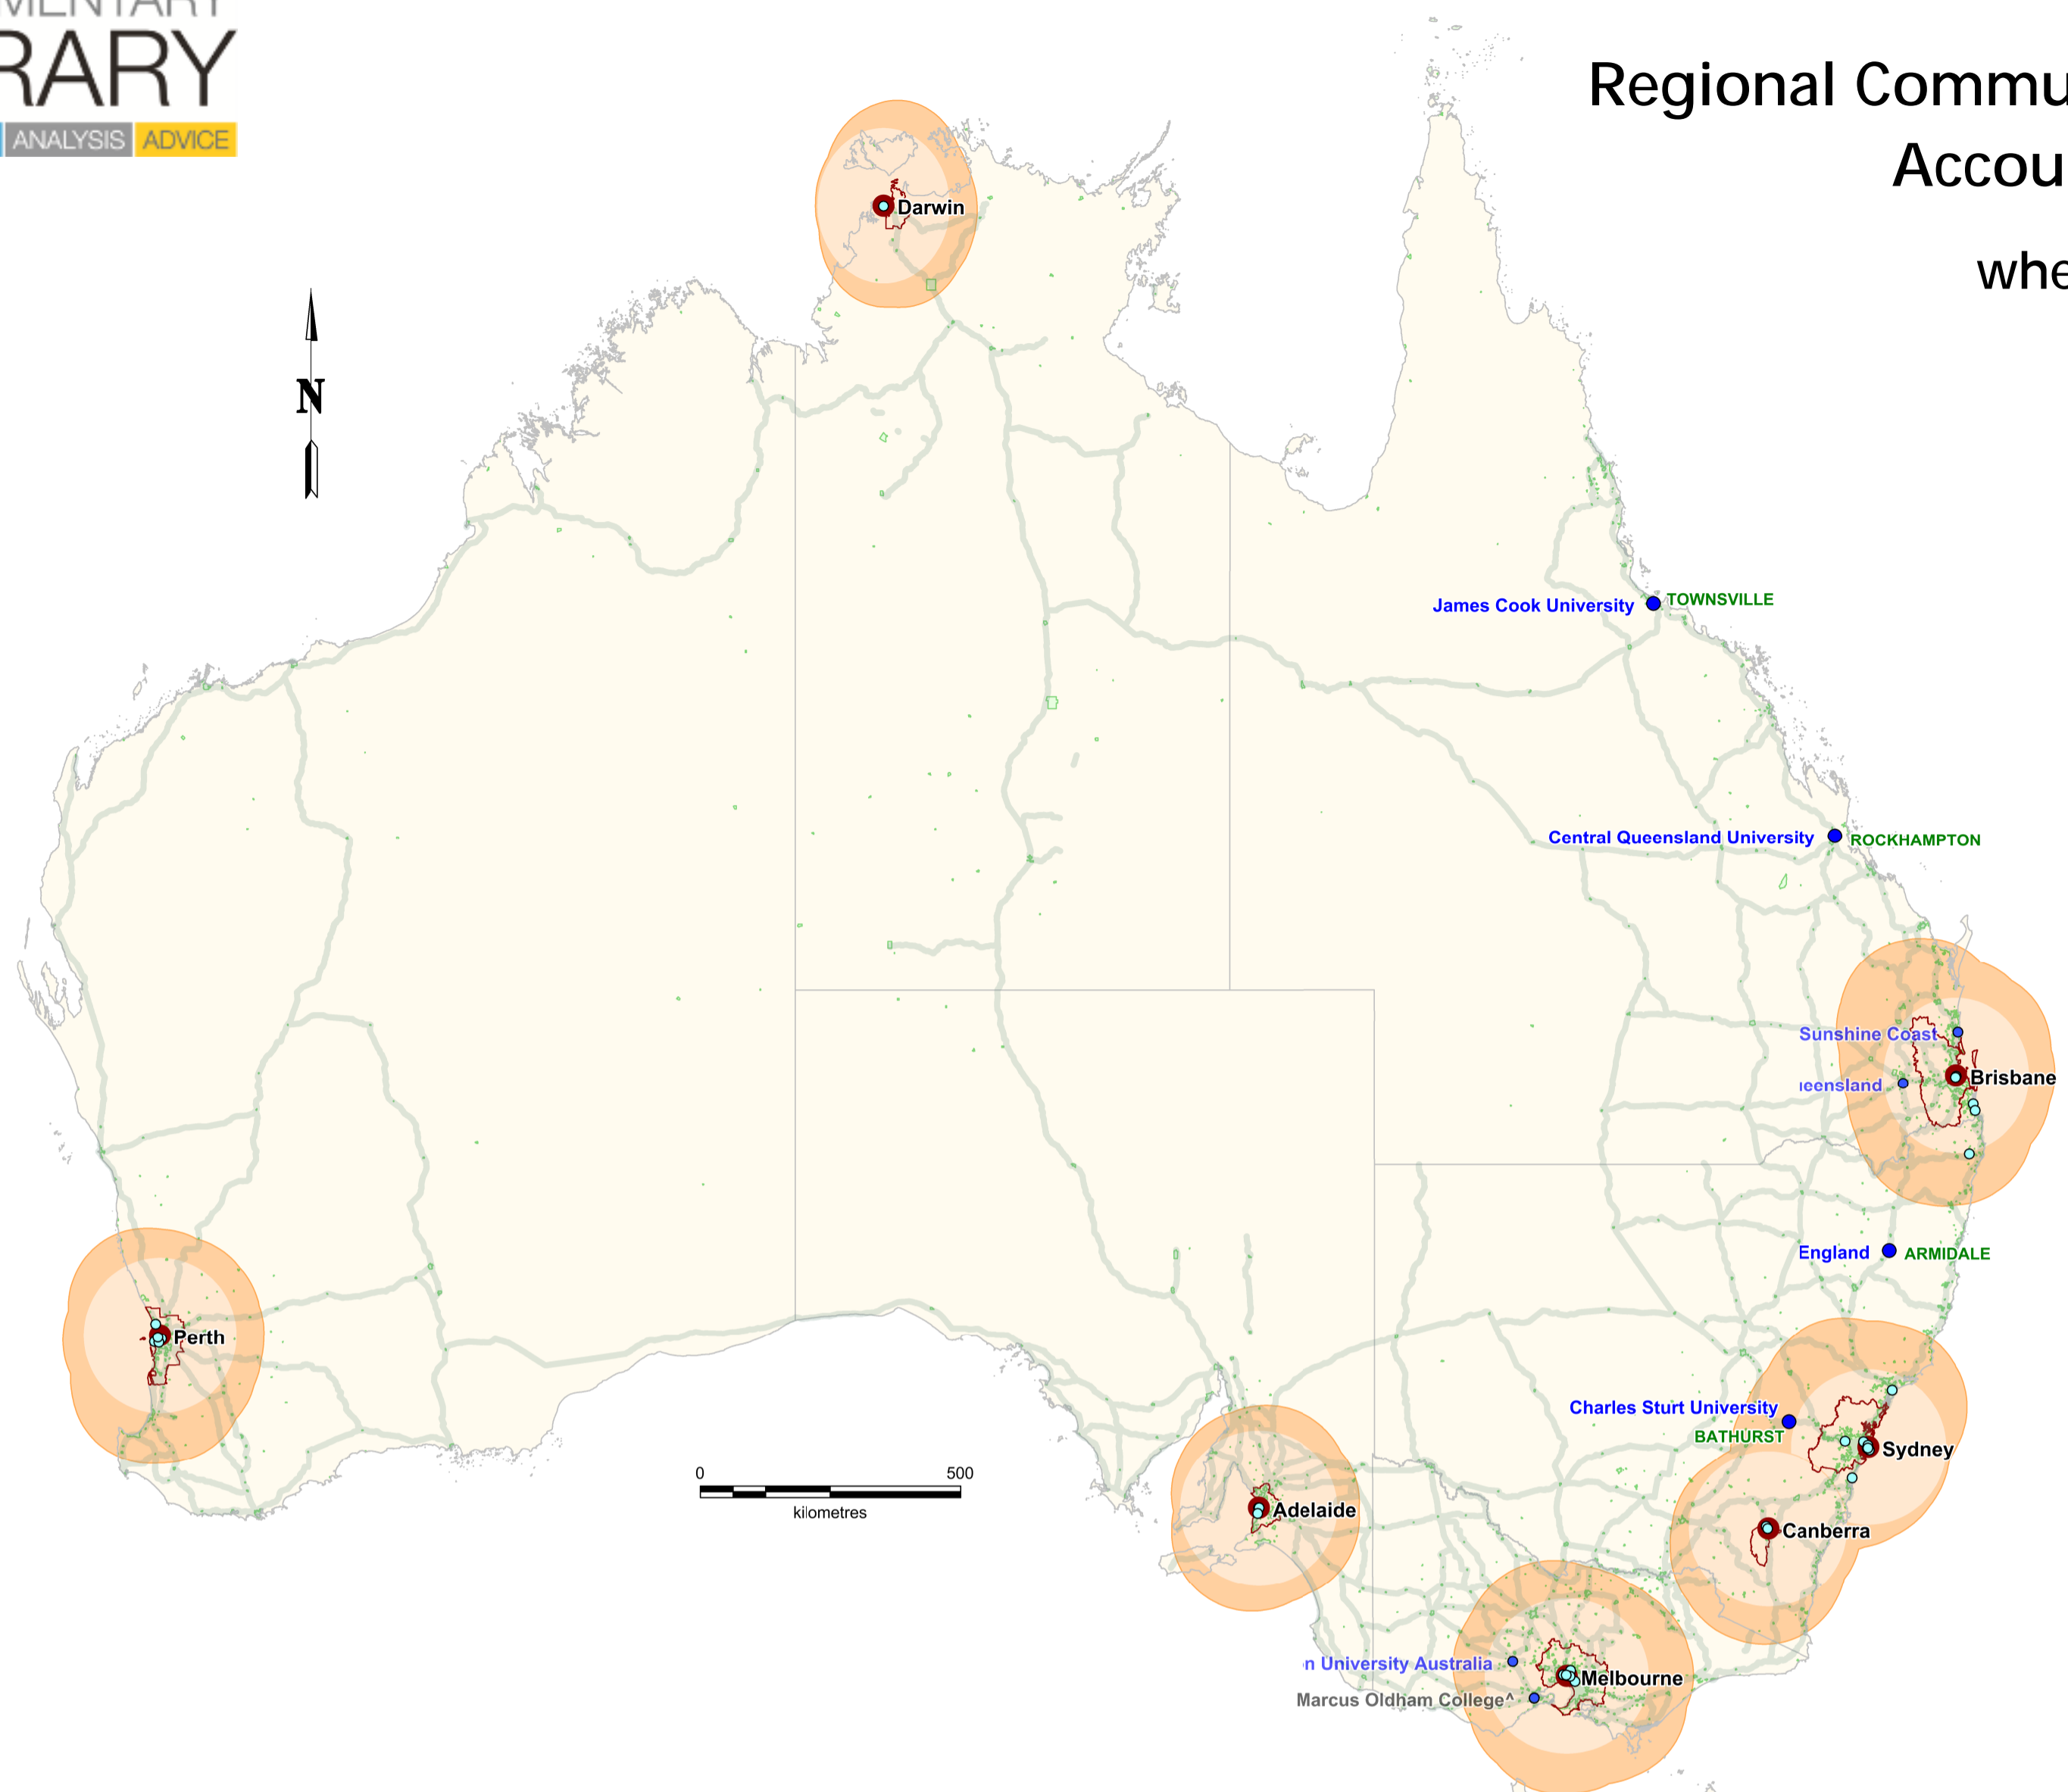 MENTARY
RARY
ANALYSIS ADVICE
Regional Commu
Accou
whe
Darwin
N
James Cook University
TOWNSVILLE
Central Queensland University
ROCKHAMPTON
Sunshine Coast
Brisbane
ueensland
England
ARMIDALE
Perth
Charles Sturt University
BATHURST
Sydney
0 500
kilometres
Adelaide
Canberra
n University Australia
Melbourne
Marcus Oldham College^